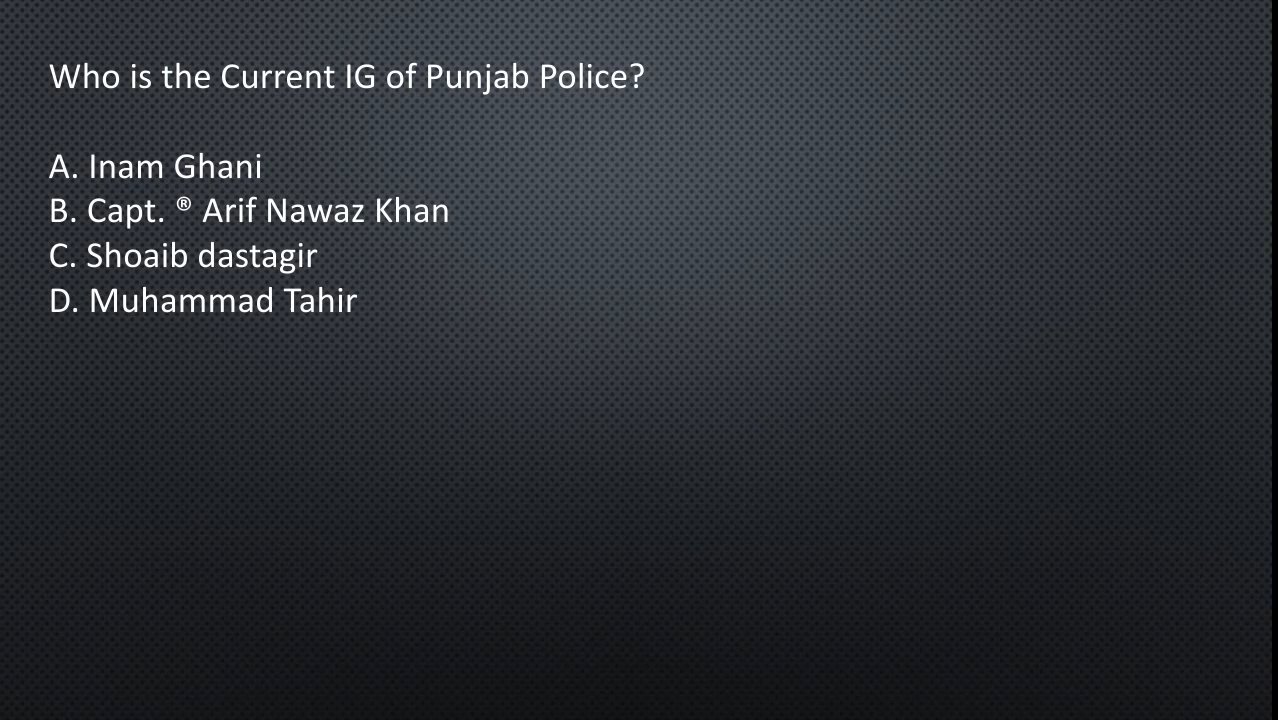 Who is the Current IG of Punjab Police?
A. Inam Ghani
B. Capt. ® Arif Nawaz Khan
C. Shoaib dastagir
D. Muhammad Tahir